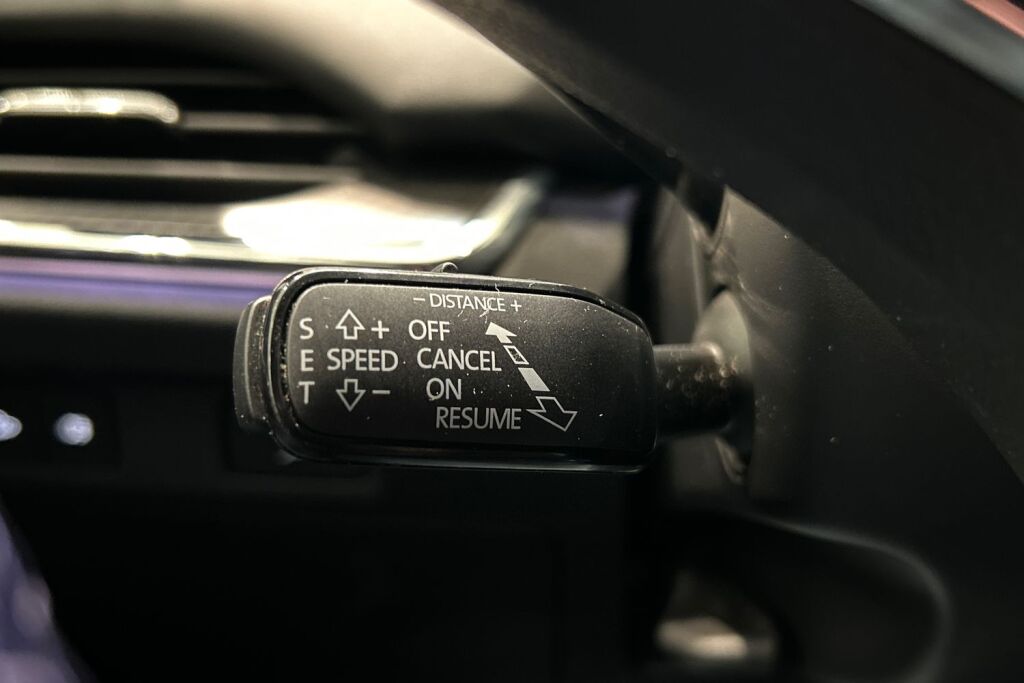 - DISTANCE +
S + OFF
E SPEED CANCEL
T - ON
RESUME